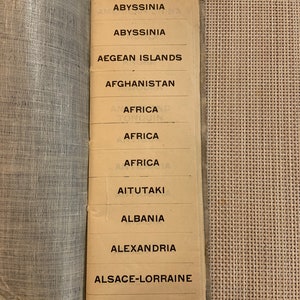 ABYSSINIA
ABYSSINIA
AEGEAN ISLANDS
AFGHANISTAN
AFRICA
AFRICA
AFRICA
AITUTAKI
ALBANIA
ALEXANDRIA
ALSACE-LORRAINE